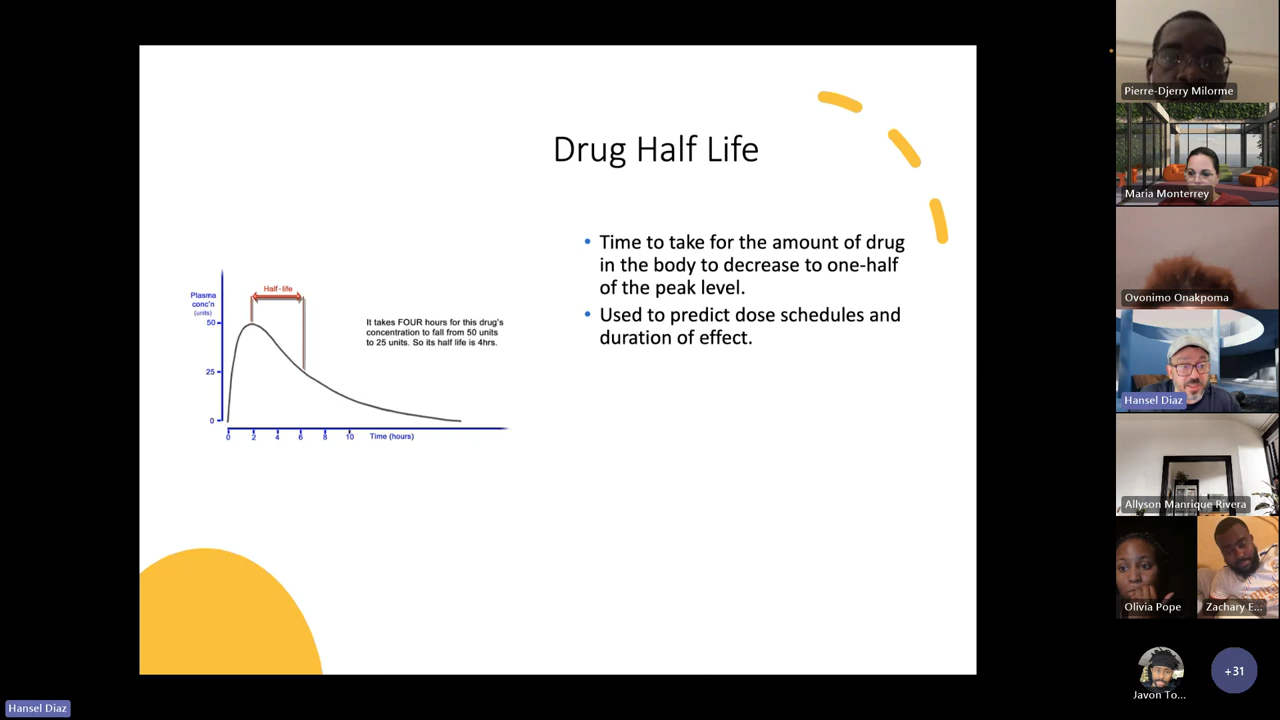 Drug Half Life
• Time to take for the amount of drug
in the body to decrease to one-half
of the peak level.
• Used to predict dose schedules and
duration of effect.
Plasma
conc'n
(units)
Half-life
It takes FOUR hours for this drug's
concentration to fall from 50 units
to 25 units. So its half life is 4hrs.
50
25
0
0 2 4 6 8 10 Time (hours)
Pierre-Djerry Milorme
Maria Monterrey
Ovonimo Onakpoma
Hansel Diaz
Allyson Manrique Rivera
Olivia Pope
Zachary E...
Javon To...
+31
Hansel Diaz